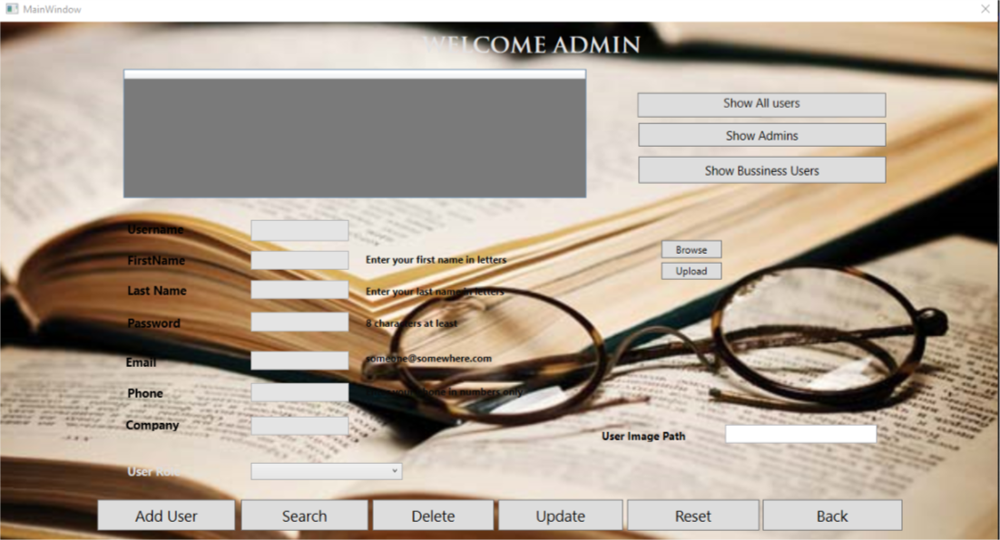 MainWindow
WELCOME ADMIN
Show All users
Show Admins
Show Bussiness Users
Username
FirstName
Enter your first name in letters
Browse
Upload
Last Name
Enter your last name in letters
Password
8 characters at least
Email
someone@somewhere.com
Phone
phone in numbers only
Company
User Image Path
User Role
Add User
Search
Delete
Update
Reset
Back